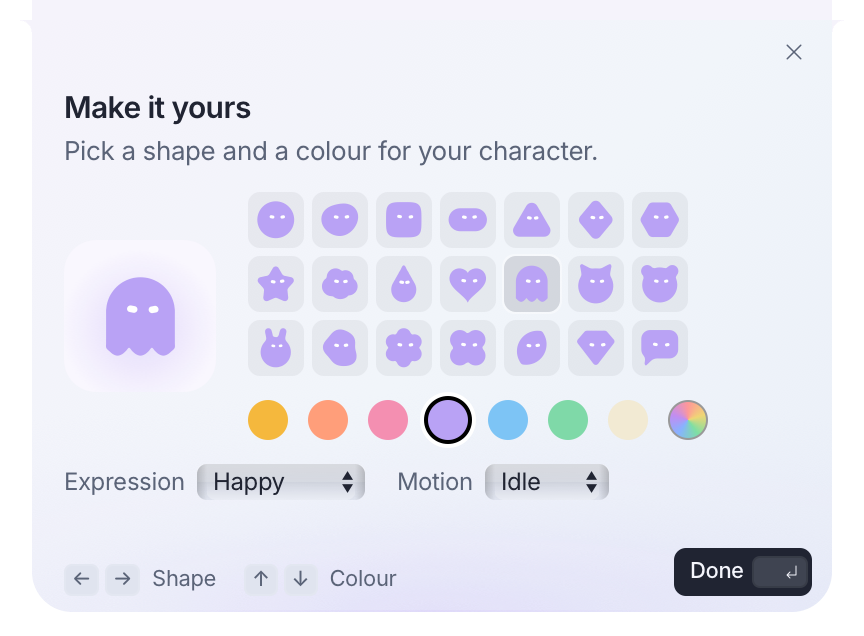 Make it yours
Pick a shape and a colour for your character.
Expression Happy Motion Idle
← → Shape ↑ ↓ Colour
Done ↵